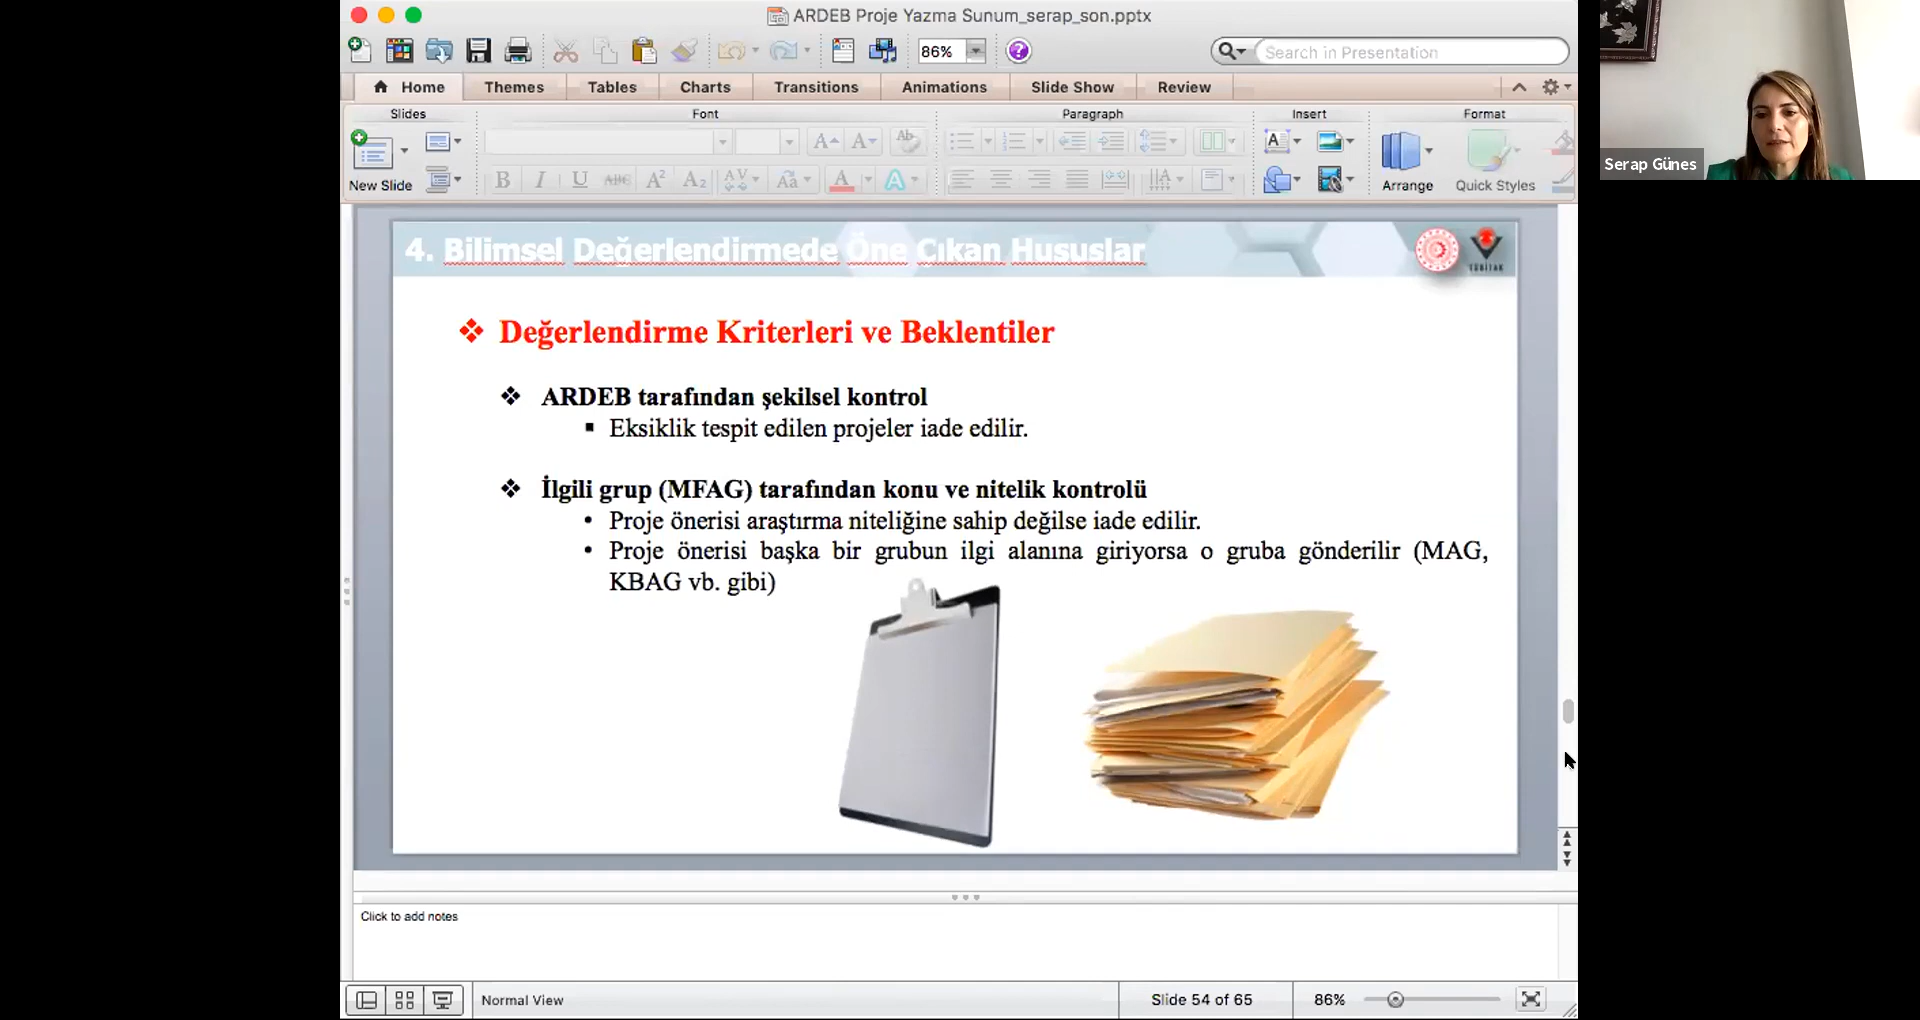 ARDEB Proje Yazma Sunum_serap_son.pptx
86%
Search in Presentation
Home
Themes
Tables
Charts
Transitions
Animations
Slide Show
Review
Slides
Font
Paragraph
Insert
Format
New Slide
Arrange
Quick Styles
Serap Günes
4. Bilimsel Değerlendirmede Öne Çıkan Hususlar
TÜBİTAK
Değerlendirme Kriterleri ve Beklentiler
ARDEB tarafından şekilsel kontrol
Eksiklik tespit edilen projeler iade edilir.
İlgili grup (MFAG) tarafından konu ve nitelik kontrolü
Proje önerisi araştırma niteliğine sahip değilse iade edilir.
Proje önerisi başka bir grubun ilgi alanına giriyorsa o gruba gönderilir (MAG,
KBAG vb. gibi)
Click to add notes
Normal View
Slide 54 of 65
86%